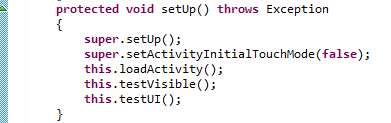 protected void setUp() throws Exception
{
super.setUp();
super.setActivityInitialTouchMode(false);
this.loadActivity();
this.testVisible();
this.testUI();
}